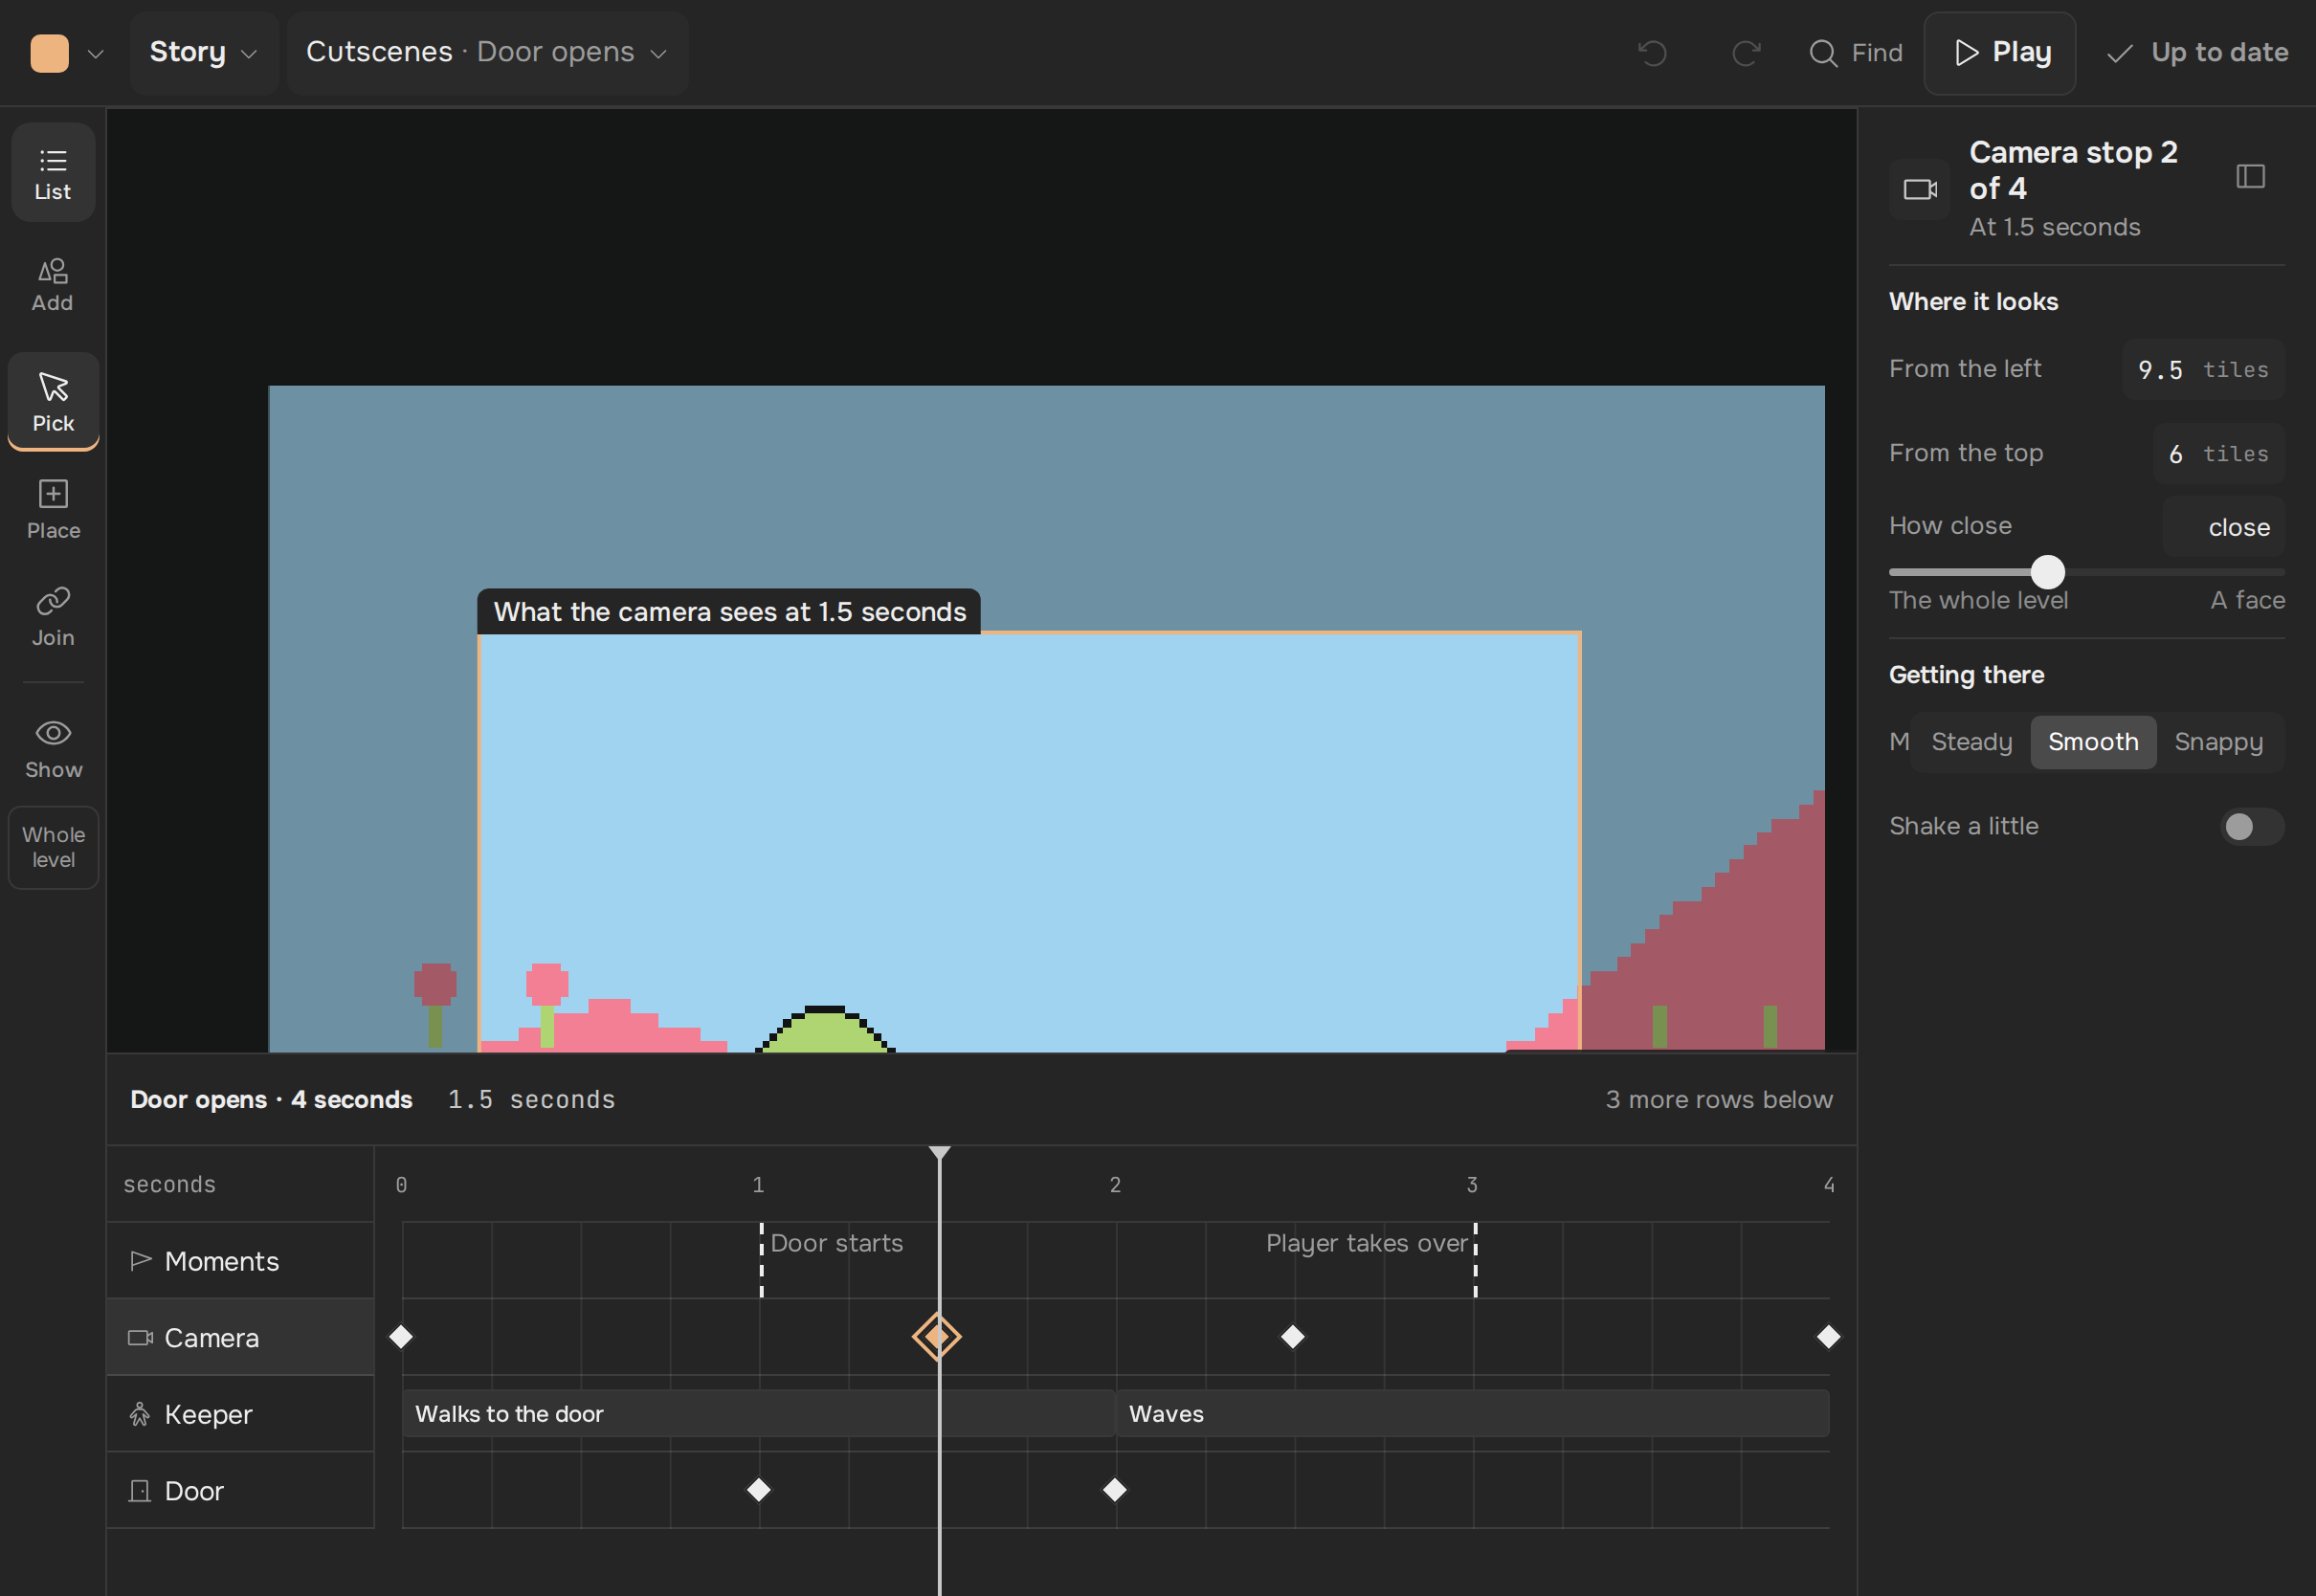 Story
Cutscenes · Door opens
Find
Play
Up to date
List
Add
Pick
Place
Join
Show
Whole
level
What the camera sees at 1.5 seconds
Camera stop 2
of 4
At 1.5 seconds
Where it looks
From the left
9.5 tiles
From the top
6 tiles
How close
close
The whole level
A face
Getting there
M
Steady
Smooth
Snappy
Shake a little
Door opens · 4 seconds
1.5 seconds
3 more rows below
seconds
0
1
2
3
4
Moments
Door starts
Player takes over
Camera
Keeper
Walks to the door
Waves
Door